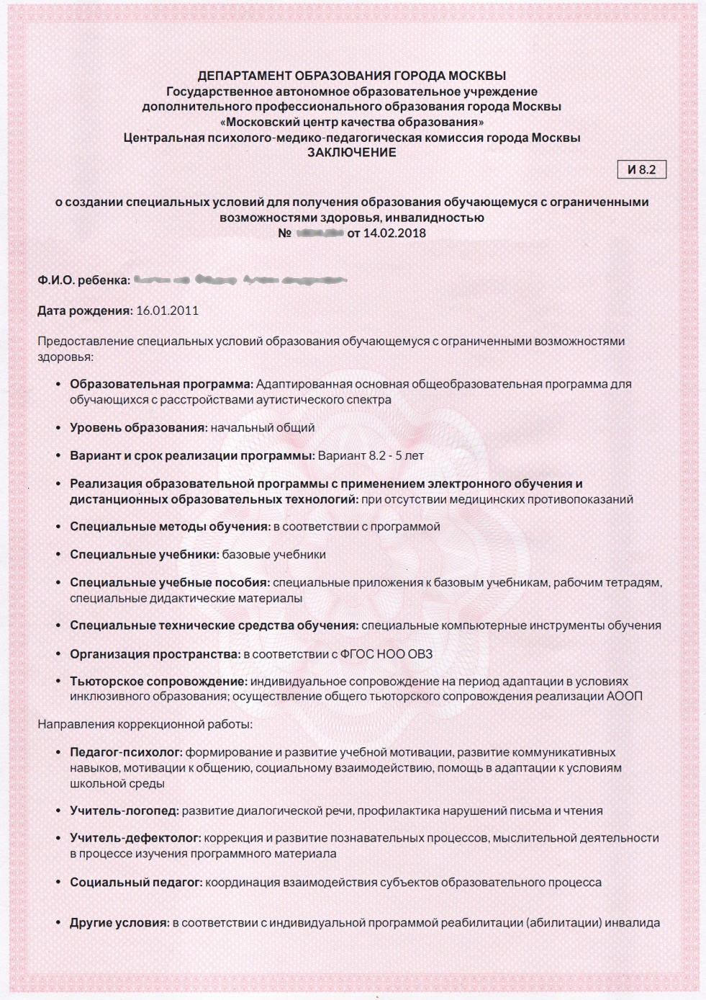 ДЕПАРТАМЕНТ ОБРАЗОВАНИЯ ГОРОДА МОСКВЫ
Государственное автономное образовательное учреждение
дополнительного профессионального образования города Москвы
«Московский центр качества образования»
Центральная психолого-медико-педагогическая комиссия города Москвы
ЗАКЛЮЧЕНИЕ
И 8.2
о создании специальных условий для получения образования обучающемуся с ограниченными
возможностями здоровья, инвалидностью
№ от 14.02.2018
Ф.И.О. ребенка:
Дата рождения: 16.01.2011
Предоставление специальных условий образования обучающемуся с ограниченными возможностями
здоровья:
• Образовательная программа: Адаптированная основная общеобразовательная программа для
обучающихся с расстройствами аутистического спектра
• Уровень образования: начальный общий
• Вариант и срок реализации программы: Вариант 8.2 - 5 лет
• Реализация образовательной программы с применением электронного обучения и
дистанционных образовательных технологий: при отсутствии медицинских противопоказаний
• Специальные методы обучения: в соответствии с программой
• Специальные учебники: базовые учебники
• Специальные учебные пособия: специальные приложения к базовым учебникам, рабочим тетрадям,
специальные дидактические материалы
• Специальные технические средства обучения: специальные компьютерные инструменты обучения
• Организация пространства: в соответствии с ФГОС НОО ОВЗ
• Тьюторское сопровождение: индивидуальное сопровождение на период адаптации в условиях
инклюзивного образования; осуществление общего тьюторского сопровождения реализации АООП
Направления коррекционной работы:
• Педагог-психолог: формирование и развитие учебной мотивации, развитие коммуникативных
навыков, мотивации к общению, социальному взаимодействию, помощь в адаптации к условиям
школьной среды
• Учитель-логопед: развитие диалогической речи, профилактика нарушений письма и чтения
• Учитель-дефектолог: коррекция и развитие познавательных процессов, мыслительной деятельности
в процессе изучения программного материала
• Социальный педагог: координация взаимодействия субъектов образовательного процесса
• Другие условия: в соответствии с индивидуальной программой реабилитации (абилитации) инвалида